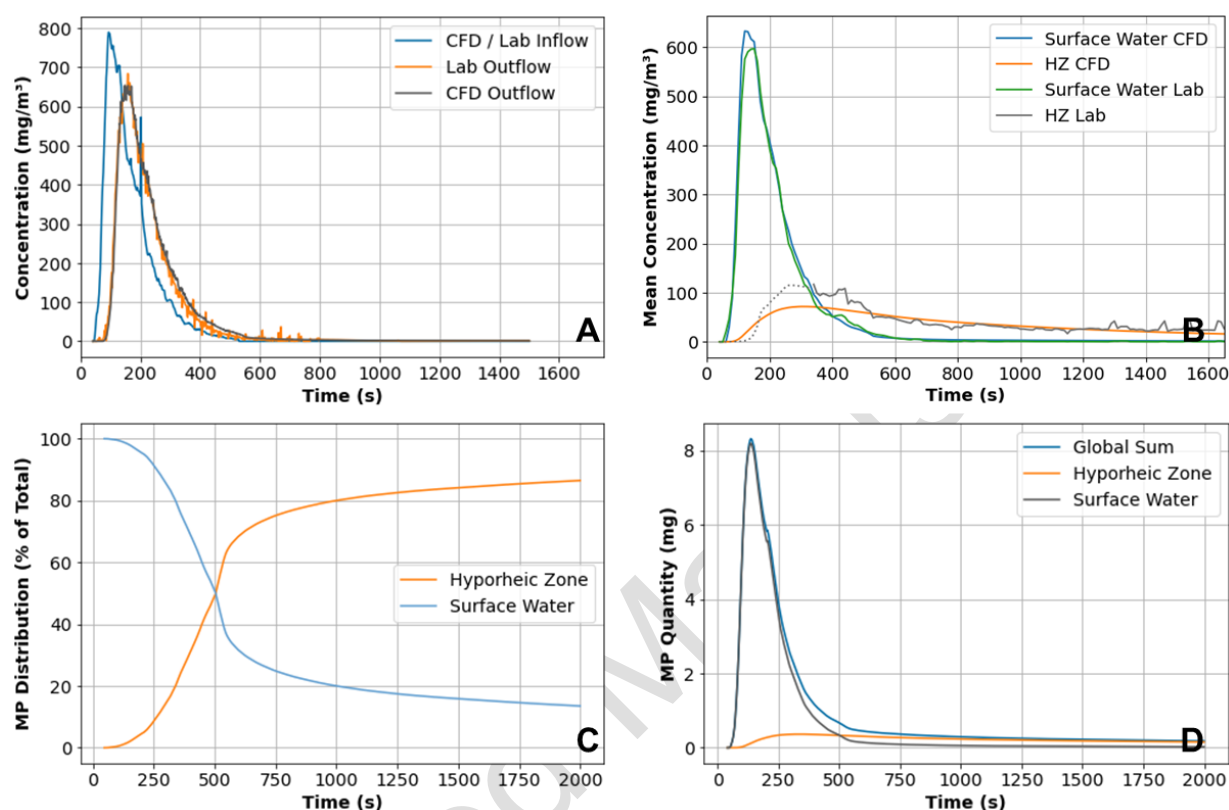 800
700
600
500
400
300
200
100
0
Concentration (mg/m³)
CFD / Lab Inflow
Lab Outflow
CFD Outflow
A
0 200 400 600 800 1000 1200 1400 1600
Time (s)
600
500
400
300
200
100
0
Mean Concentration (mg/m³)
Surface Water CFD
HZ CFD
Surface Water Lab
HZ Lab
B
0 200 400 600 800 1000 1200 1400 1600
Time (s)
100
80
60
40
20
0
MP Distribution (% of Total)
Hyporheic Zone
Surface Water
C
0 250 500 750 1000 1250 1500 1750 2000
Time (s)
8
6
4
2
0
MP Quantity (mg)
Global Sum
Hyporheic Zone
Surface Water
D
0 250 500 750 1000 1250 1500 1750 2000
Time (s)